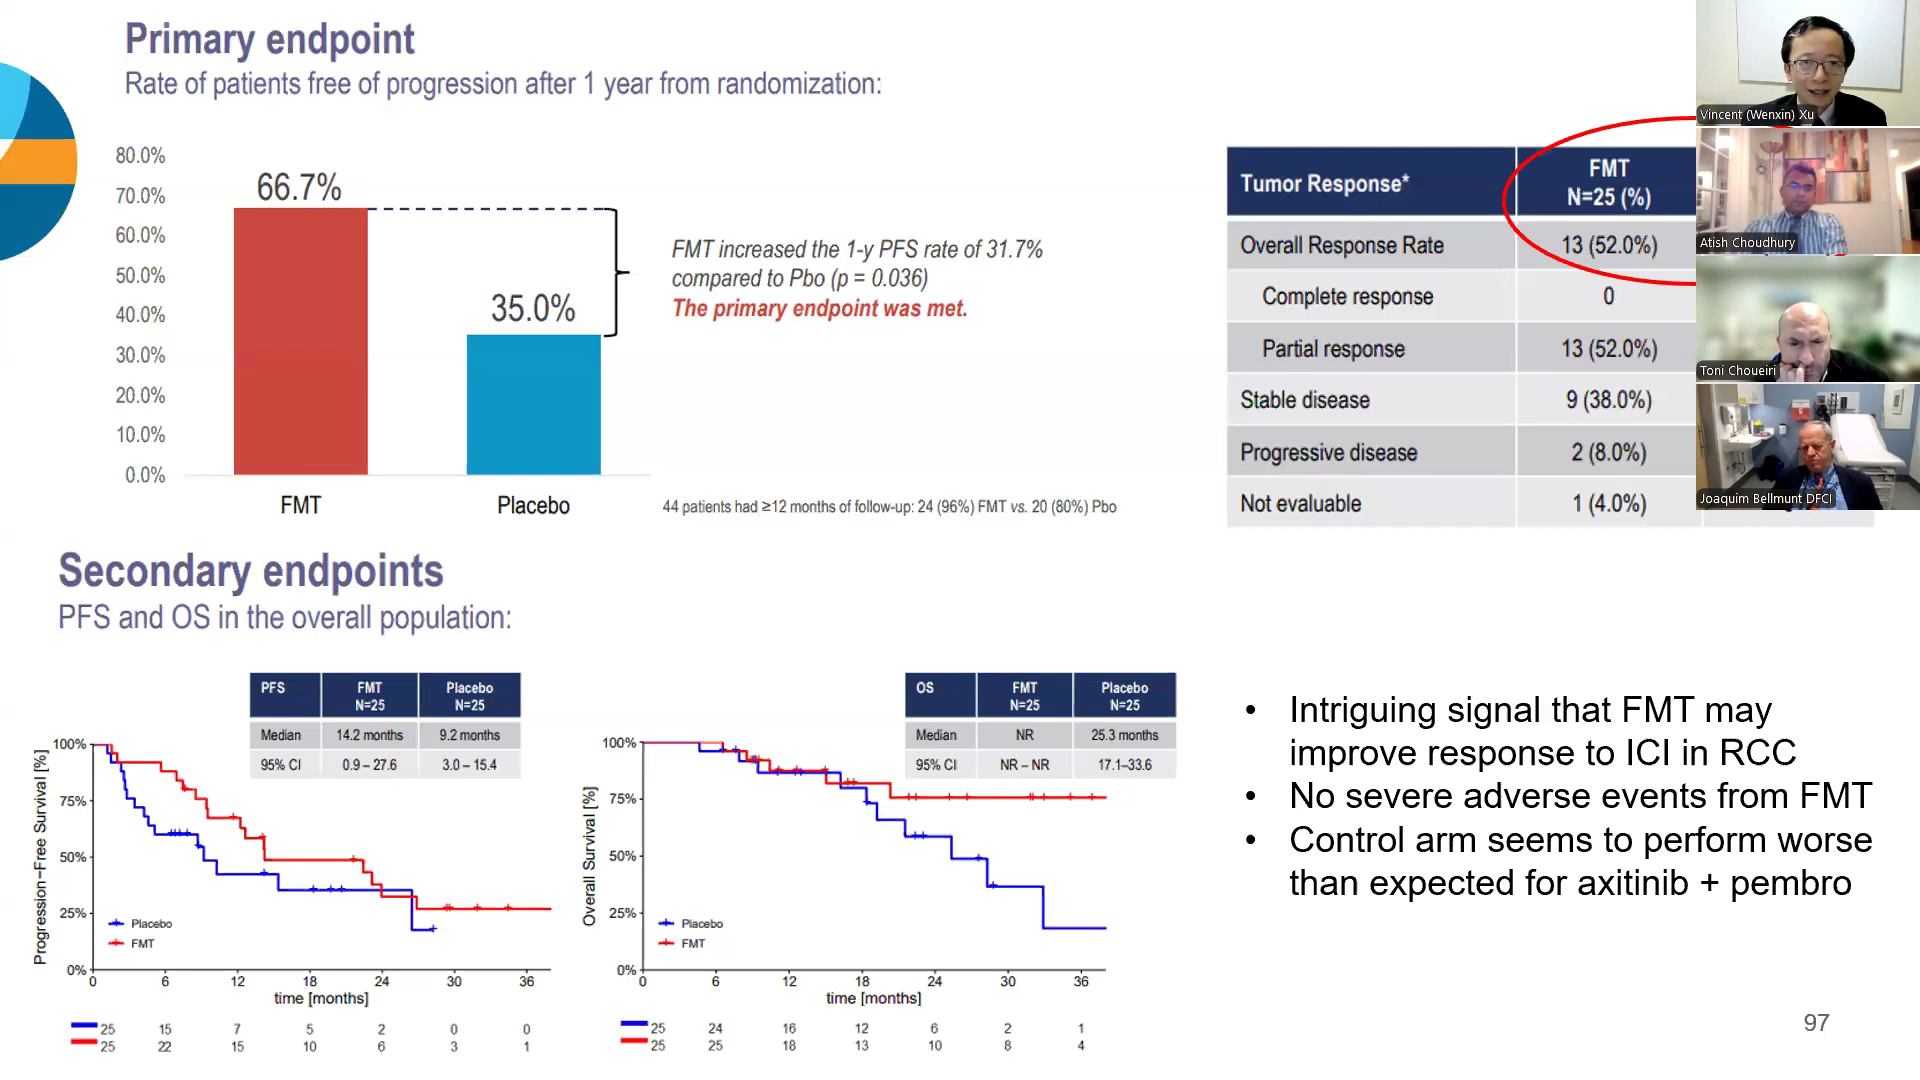 Primary endpoint
Rate of patients free of progression after 1 year from randomization:
80.0%
70.0%
60.0%
50.0%
40.0%
30.0%
20.0%
10.0%
0.0%
66.7%
35.0%
FMT
Placebo
FMT increased the 1-y PFS rate of 31.7%
compared to Pbo (p = 0.036)
The primary endpoint was met.
44 patients had ≥12 months of follow-up: 24 (96%) FMT vs. 20 (80%) Pbo
Tumor Response*
FMT
N=25 (%)
Overall Response Rate 13 (52.0%)
Complete response 0
Partial response 13 (52.0%)
Stable disease 9 (38.0%)
Progressive disease 2 (8.0%)
Not evaluable 1 (4.0%)
Vincent (Wenxin) Xu
Atish Choudhury
Toni Choueiri
Joaquim Bellmunt DFCI
Secondary endpoints
PFS and OS in the overall population:
PFS FMT N=25 Placebo N=25
Median 14.2 months 9.2 months
95% CI 0.9 – 27.6 3.0 – 15.4
Progression-Free Survival [%]
100%
75%
50%
25%
0%
Placebo
FMT
0 6 12 18 24 30 36
time [months]
25 15 7 5 2 0 0
25 22 15 10 6 3 1
OS FMT N=25 Placebo N=25
Median NR 25.3 months
95% CI NR – NR 17.1–33.6
Overall Survival [%]
100%
75%
50%
25%
0%
Placebo
FMT
0 6 12 18 24 30 36
time [months]
25 24 16 12 6 2 1
25 25 18 13 10 8 4
• Intriguing signal that FMT may
improve response to ICI in RCC
• No severe adverse events from FMT
• Control arm seems to perform worse
than expected for axitinib + pembro
97